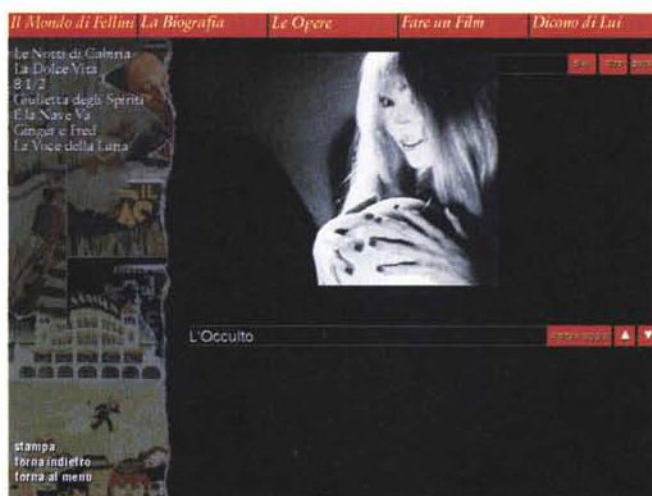 Il Mondo di Fellini La Biografia Le Opere Fare un Film Dicono di Lui
Le Notti di Cabiria
La Dolce Vita
8 1/2
Giulietta degli Spiriti
E la Nave Va
Ginger e Fred
La Voce della Luna
L'Occulto
stampa
torna indietro
torna al menu